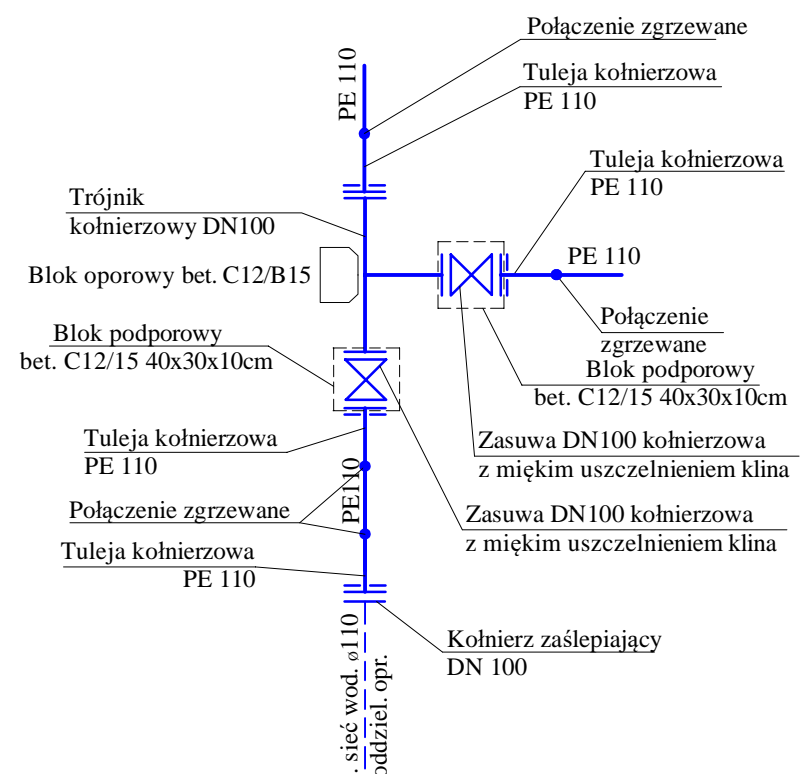 Połączenie zgrzewane
PE 110
Tuleja kołnierzowa
PE 110
Tuleja kołnierzowa
PE 110
Trójnik
kołnierzowy DN100
PE 110
Blok oporowy bet. C12/B15
Połączenie
zgrzewane
Blok podporowy
bet. C12/15 40x30x10cm
Blok podporowy
bet. C12/15 40x30x10cm
Tuleja kołnierzowa
PE 110
Zasuwa DN100 kołnierzowa
z miękim uszczelnieniem klina
PE110
Połączenie zgrzewane
Zasuwa DN100 kołnierzowa
z miękim uszczelnieniem klina
Tuleja kołnierzowa
PE 110
Kołnierz zaślepiający
DN 100
. sieć wod. ø110
oddziel. opr.